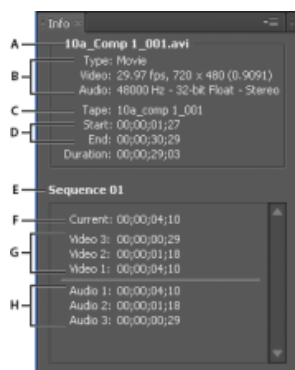 Info ×
A
10a_Comp 1_001.avi
B
Type: Movie
Video: 29.97 fps, 720 x 480 (0.9091)
Audio: 48000 Hz - 32-bit Float - Stereo
C
Tape: 10a_comp 1_001
D
Start: 00;00;01;27
End: 00;00;30;29
Duration: 00;00;29;03
E
Sequence 01
F
Current: 00;00;04;10
G
Video 3: 00;00;00;29
Video 2: 00;00;01;18
Video 1: 00;00;04;10
H
Audio 1: 00;00;04;10
Audio 2: 00;00;01;18
Audio 3: 00;00;00;29